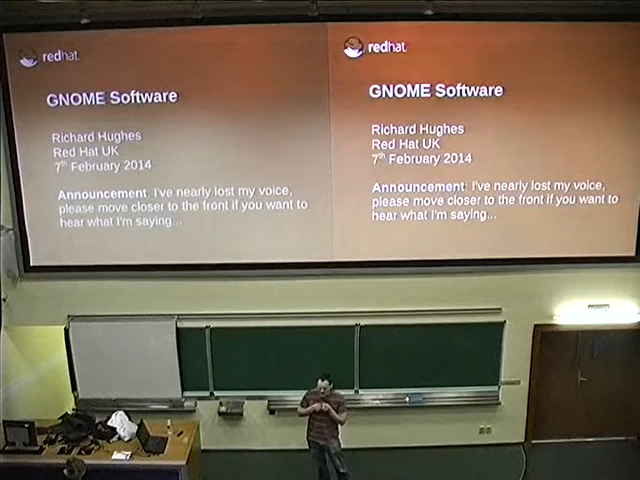 redhat
GNOME Software
Richard Hughes
Red Hat UK
7th February 2014
Announcement: I've nearly lost my voice,
please move closer to the front if you want to
hear what I'm saying...
redhat
GNOME Software
Richard Hughes
Red Hat UK
7th February 2014
Announcement: I've nearly lost my voice,
please move closer to the front if you want to
hear what I'm saying...